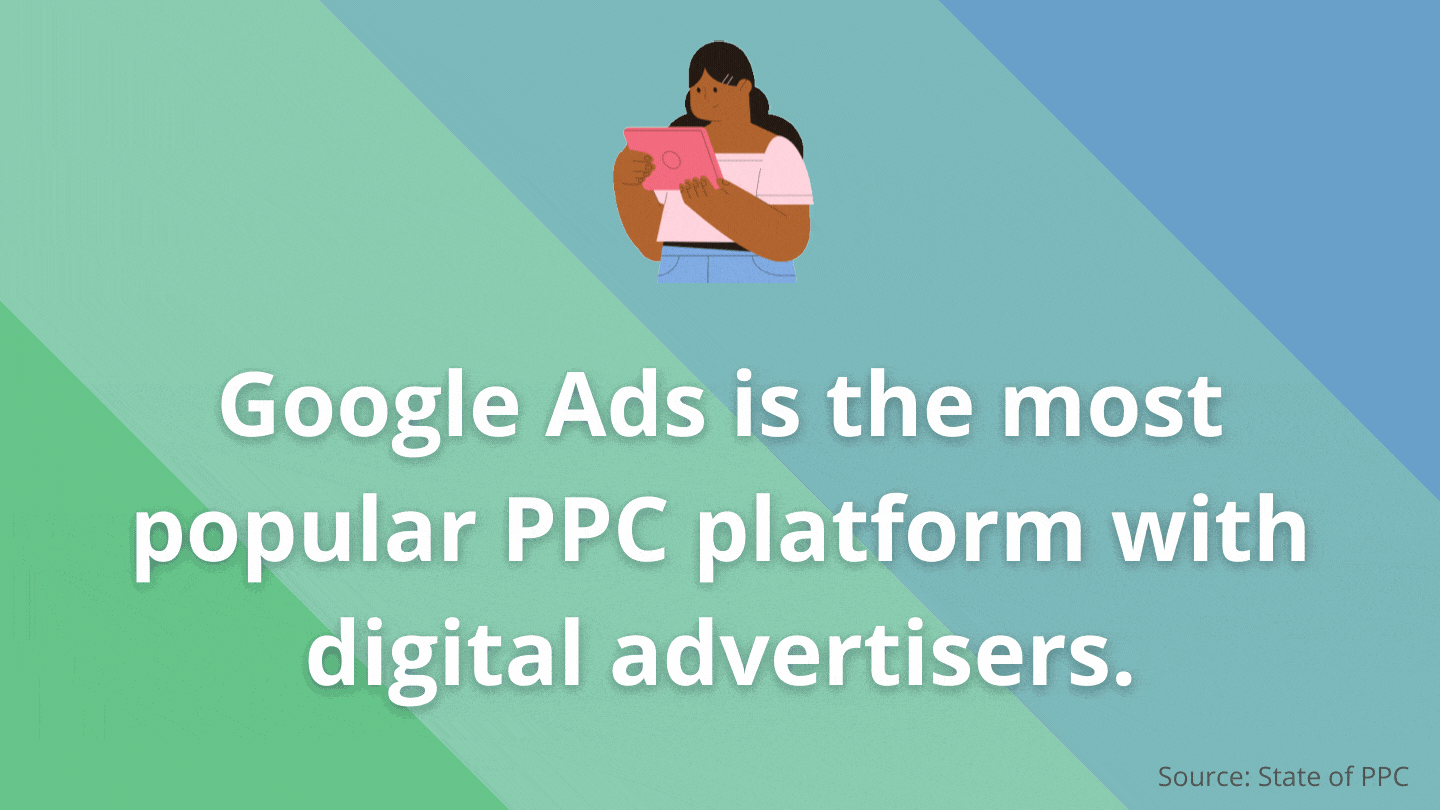 Google Ads is the most
popular PPC platform with
digital advertisers.
Source: State of PPC